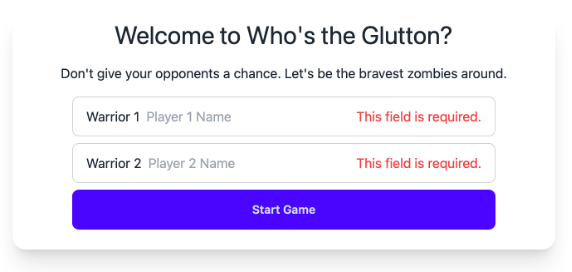 Welcome to Who's the Glutton?
Don't give your opponents a chance. Let's be the bravest zombies around.
Warrior 1 Player 1 Name This field is required.
Warrior 2 Player 2 Name This field is required.
Start Game